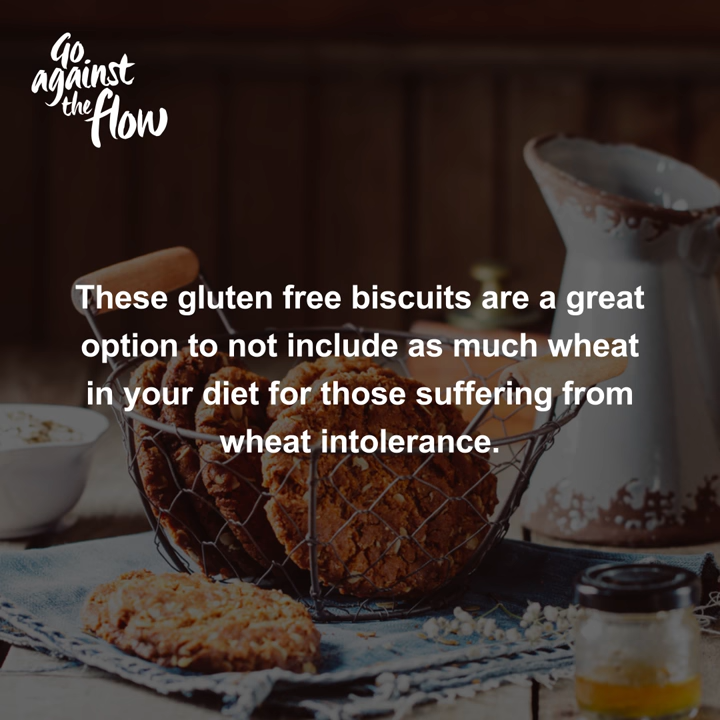 Go
against
the flow
These gluten free biscuits are a great
option to not include as much wheat
in your diet for those suffering from
wheat intolerance.